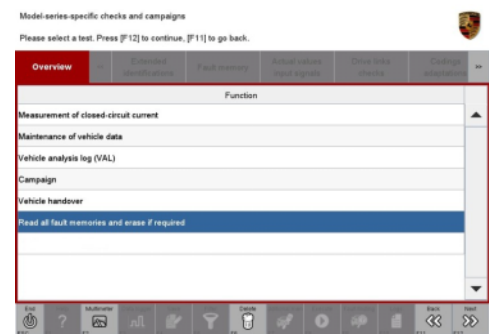 Model-series-specific checks and campaigns
Please select a test. Press [F12] to continue, [F11] to go back.
Overview
Extended identifications
Fault memory
Actual values input signals
Drive links checks
Codings adaptations
Function
Measurement of closed-circuit current
Maintenance of vehicle data
Vehicle analysis log (VAL)
Campaign
Vehicle handover
Read all fault memories and erase if required
End
Multimeter
Delete
Back
Next